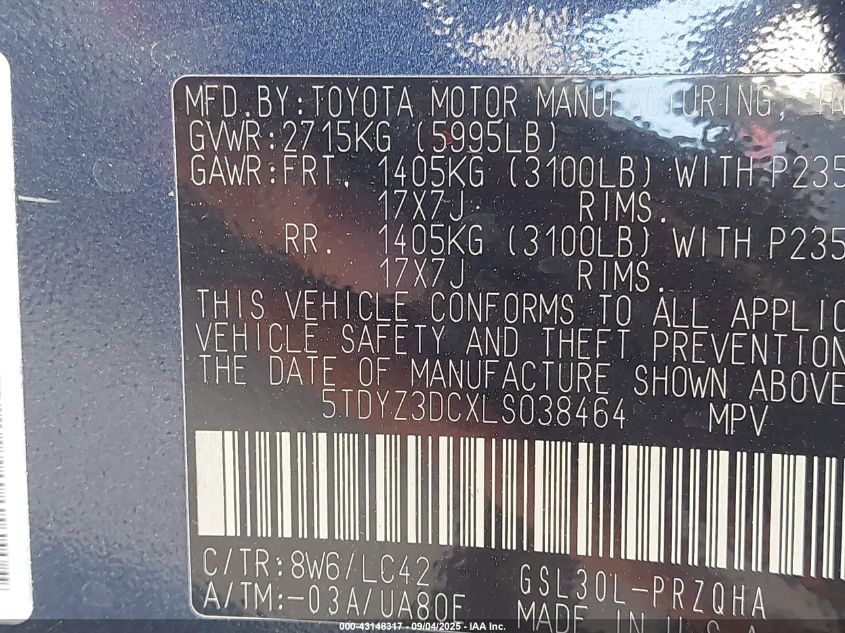 MFD.BY:TOYOTA MOTOR MANUFACTURING,
GVWR:2715KG (5995LB)
GAWR:FRT. 1405KG (3100LB) WITH P235
17X7J RIMS.
RR. 1405KG (3100LB) WITH P235
17X7J RIMS.
THIS VEHICLE CONFORMS TO ALL APPLIC
VEHICLE SAFETY AND THEFT PREVENTION
THE DATE OF MANUFACTURE SHOWN ABOVE
5TDYZ3DCXLS038464 MPV
C/TR:8W6/LC42 GSL30L-PRZQHA
A/TM:-03A/UA80F MADE IN U.S.A
000-43148317 - 09/04/2025 - IAA Inc.